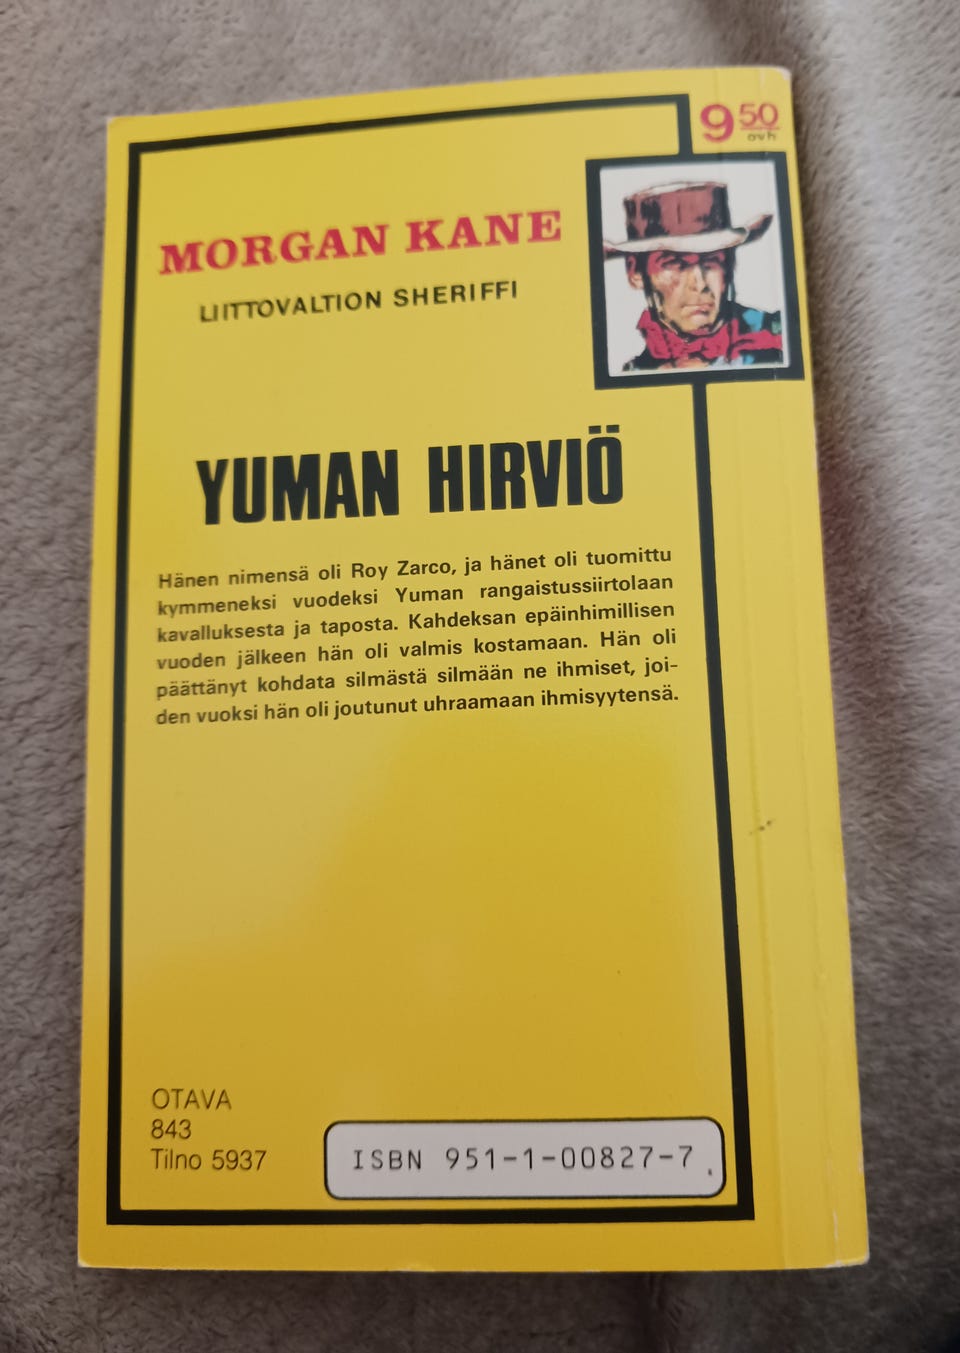 9 50
ovh
MORGAN KANE
LIITTOVALTION SHERIFFI
YUMAN HIRVIÖ
Hänen nimensä oli Roy Zarco, ja hänet oli tuomittu
kymmeneksi vuodeksi Yuman rangaistussiirtolaan
kavalluksesta ja taposta. Kahdeksan epäinhimillisen
vuoden jälkeen hän oli valmis kostamaan. Hän oli
päättänyt kohdata silmästä silmään ne ihmiset, joi-
den vuoksi hän oli joutunut uhraamaan ihmisyytensä.
OTAVA
843
Tilno 5937
ISBN 951-1-00827-7